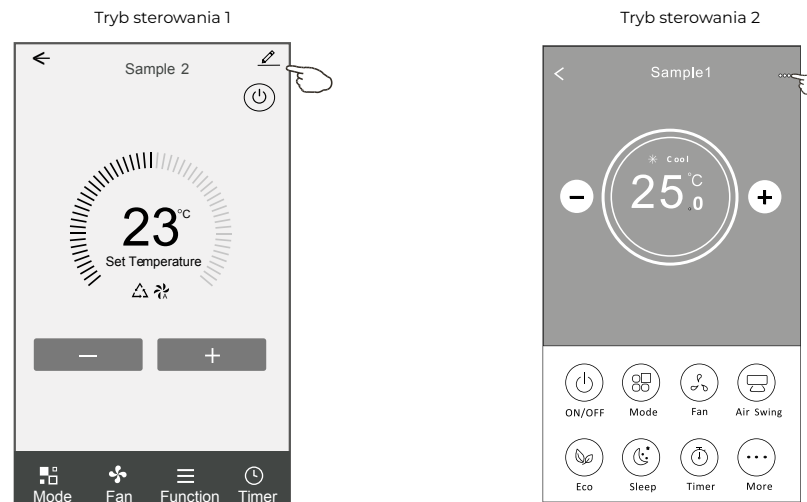 Tryb sterowania 1
Sample 2
23°C
Set Temperature
A
Mode Fan Function Timer
Tryb sterowania 2
Sample1
Cool
25.0°C
ON/OFF Mode Fan Air Swing
Eco Sleep Timer More